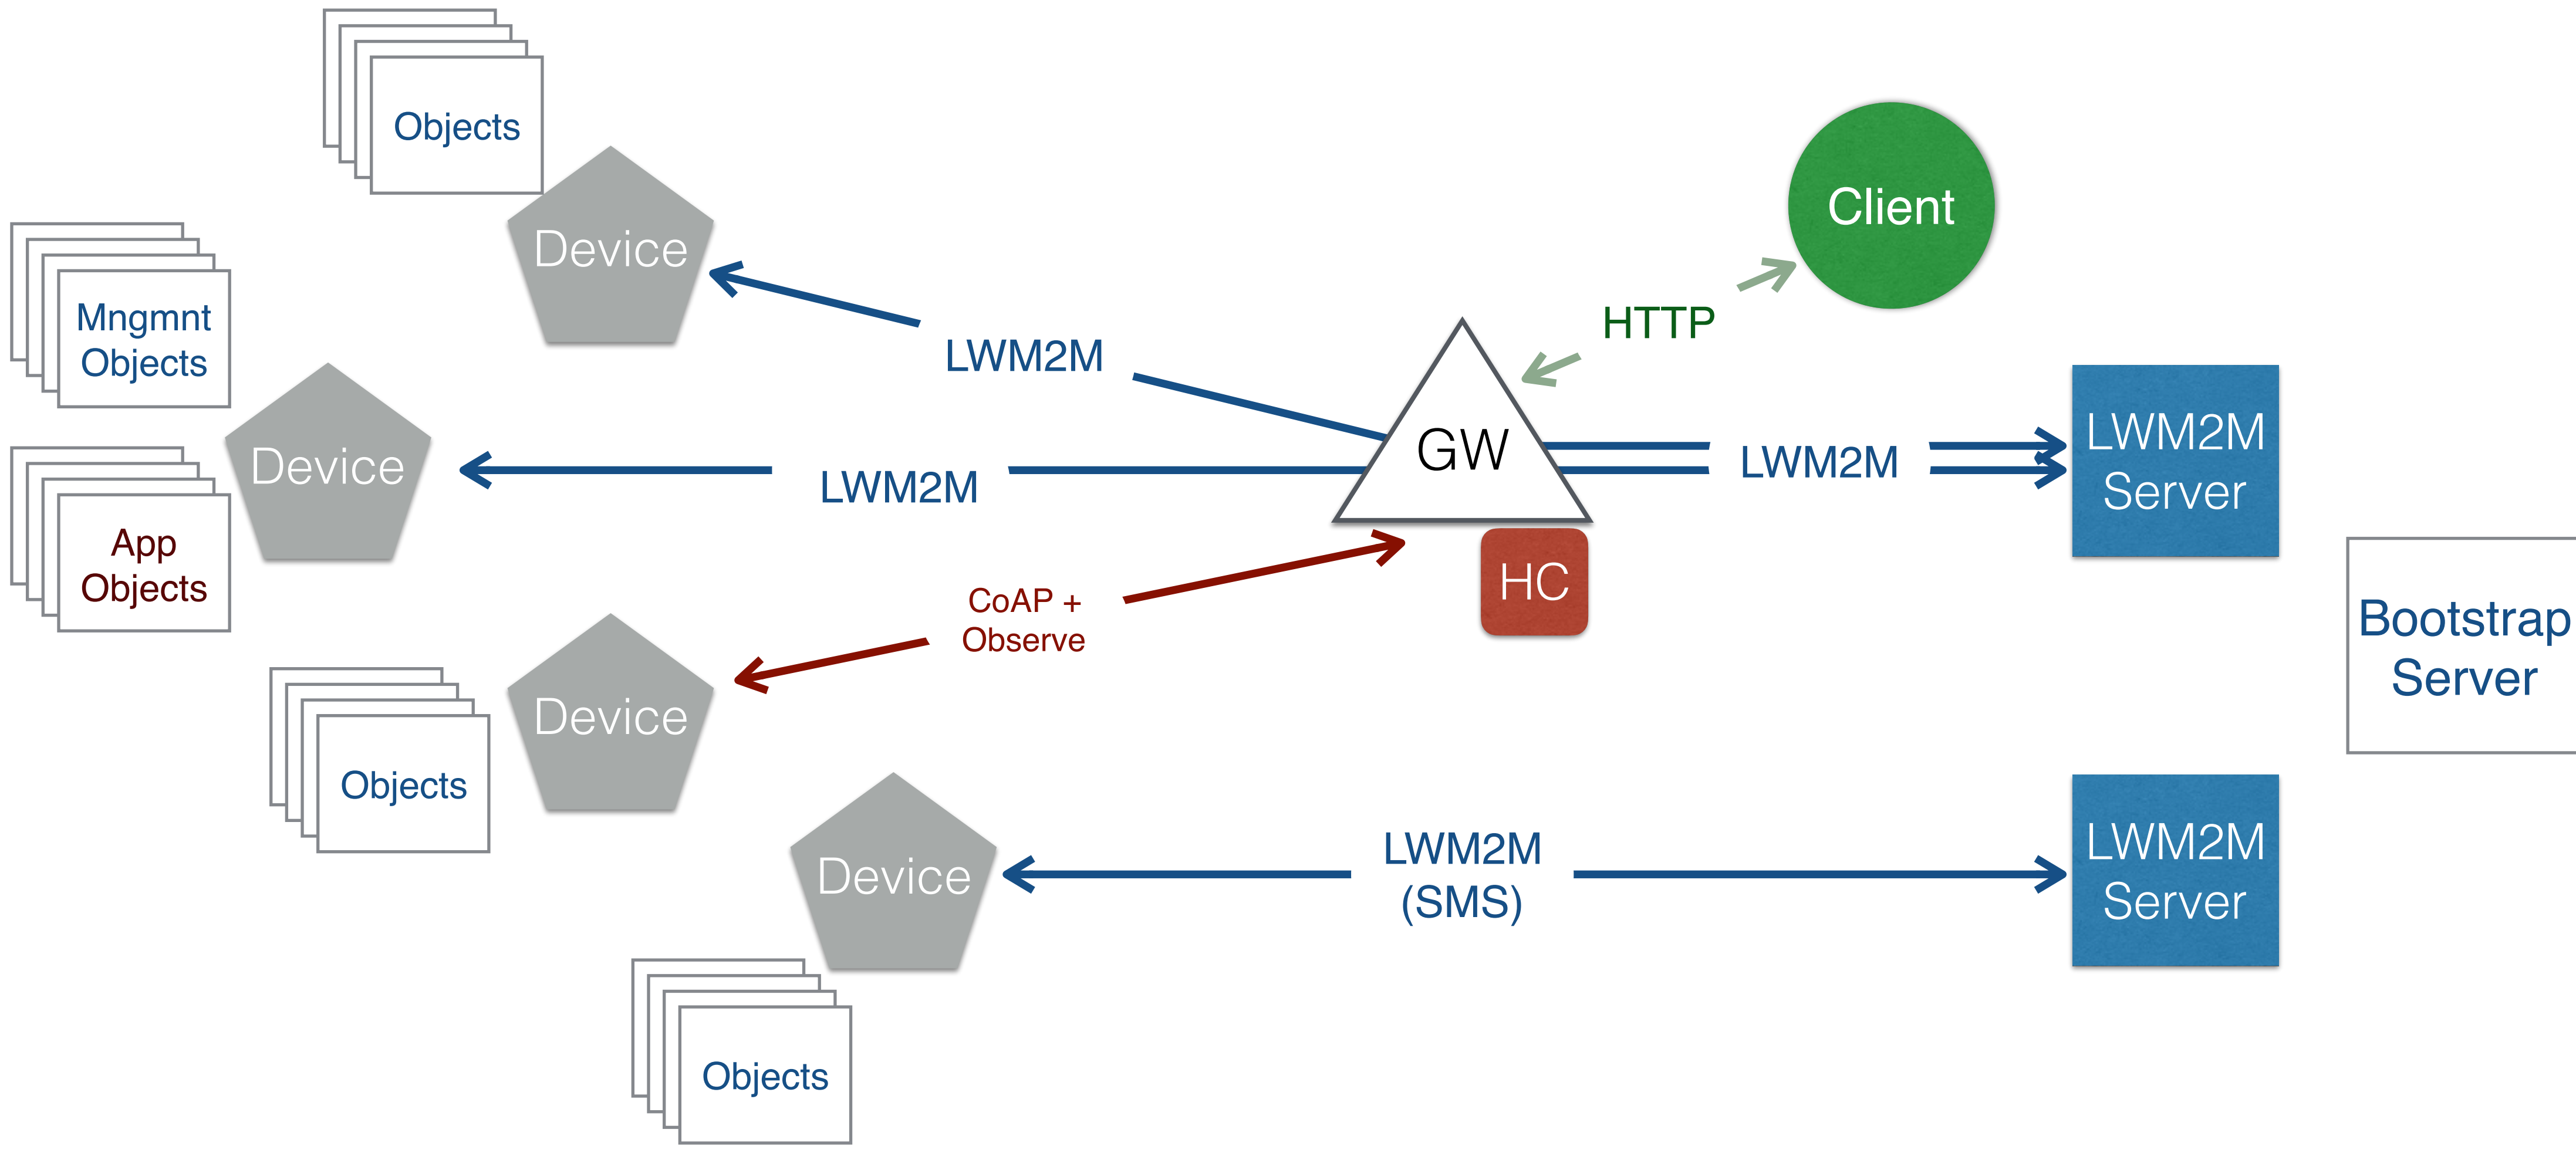 Objects
Device
Client
Mngmnt
Objects
HTTP
LWM2M
Device
LWM2M
GW
LWM2M
LWM2M
Server
App
Objects
HC
CoAP +
Observe
Bootstrap
Server
Device
Objects
Device
LWM2M
(SMS)
LWM2M
Server
Objects